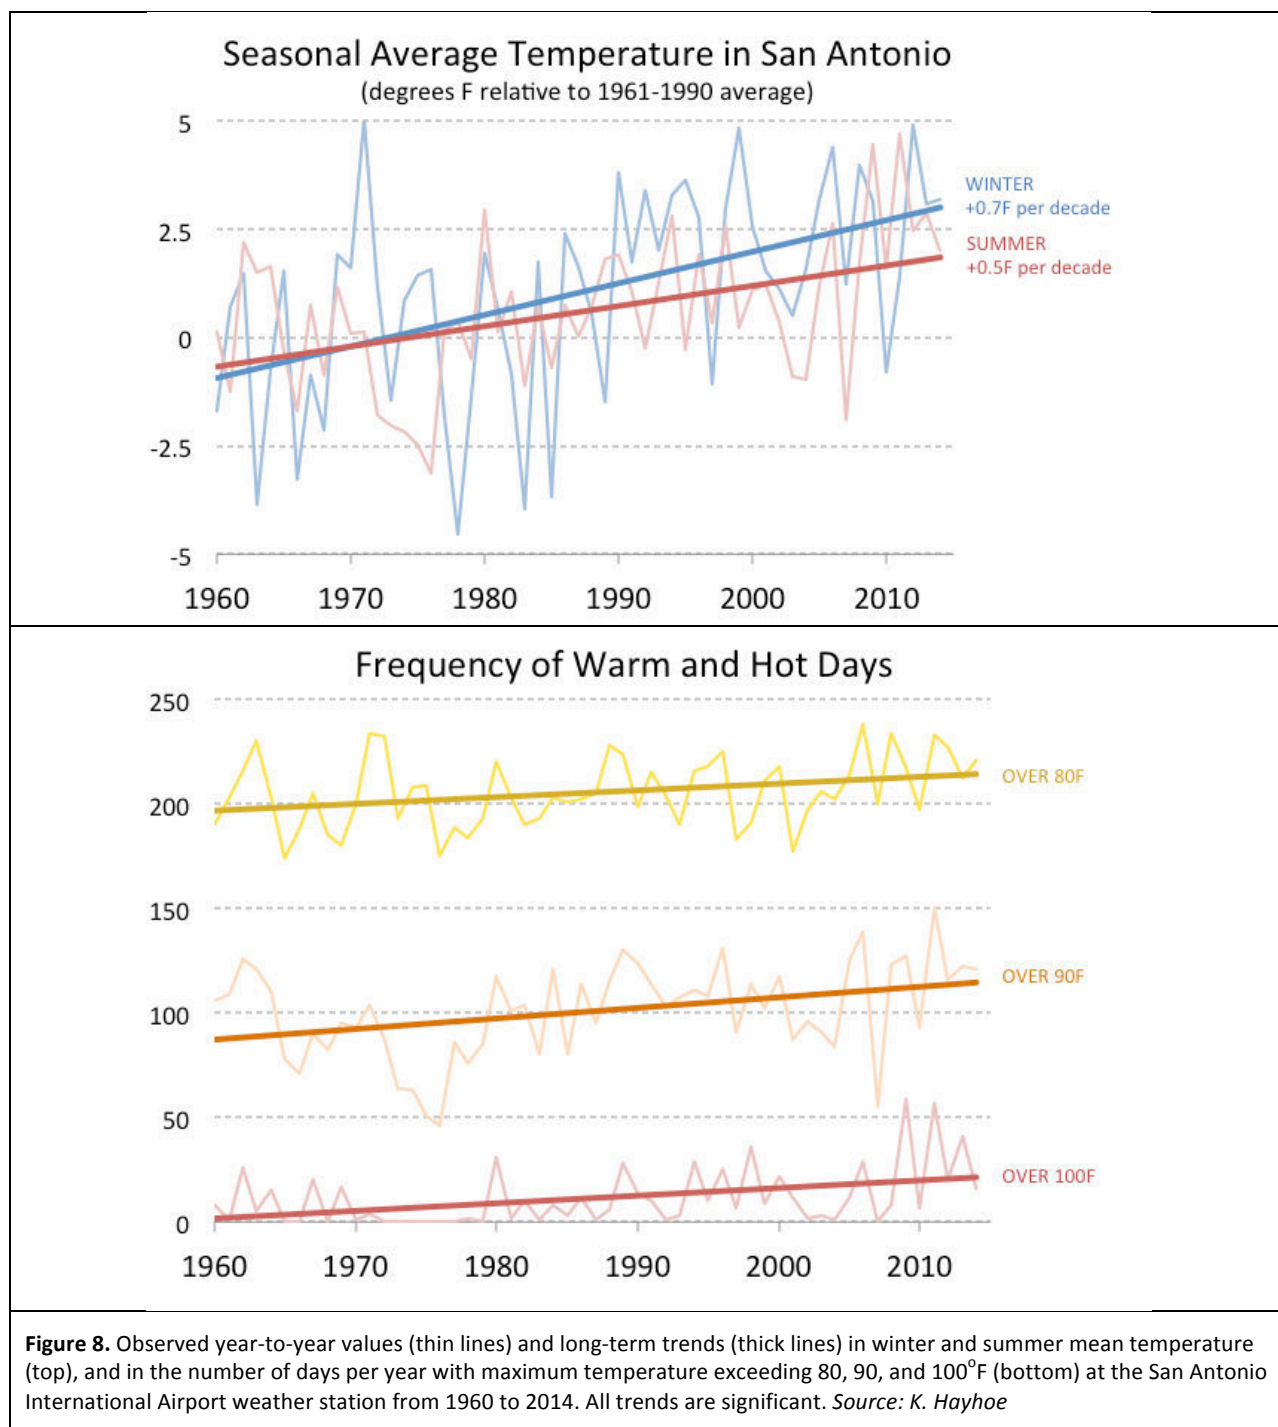 Seasonal Average Temperature in San Antonio
(degrees F relative to 1961-1990 average)
5
2.5
0
-2.5
-5
WINTER
+0.7F per decade
SUMMER
+0.5F per decade
1960 1970 1980 1990 2000 2010
Frequency of Warm and Hot Days
250
200
150
100
50
0
OVER 80F
OVER 90F
OVER 100F
1960 1970 1980 1990 2000 2010
Figure 8. Observed year-to-year values (thin lines) and long-term trends (thick lines) in winter and summer mean temperature
(top), and in the number of days per year with maximum temperature exceeding 80, 90, and 100°F (bottom) at the San Antonio
International Airport weather station from 1960 to 2014. All trends are significant. Source: K. Hayhoe